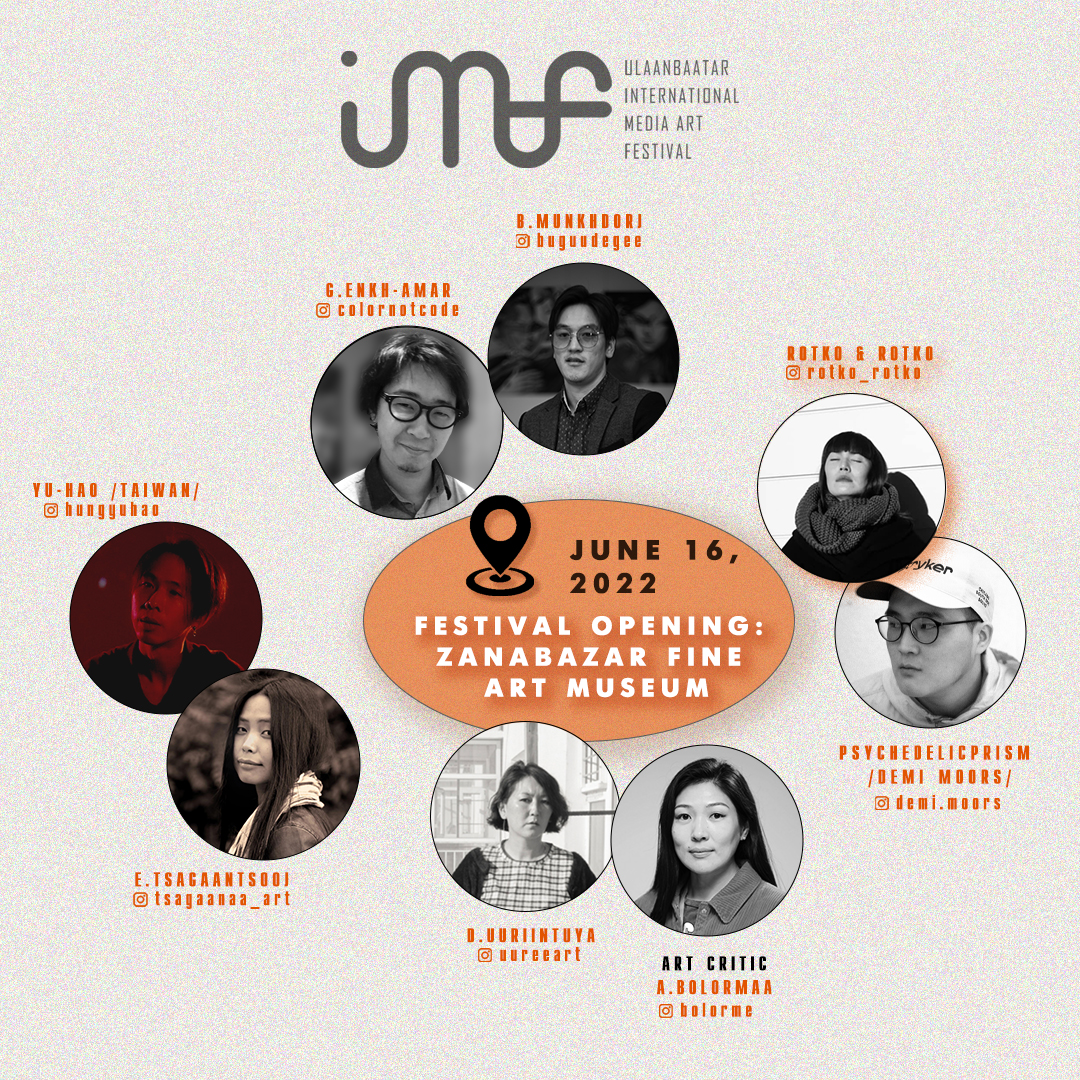 imaf
ULAANBAATAR
INTERNATIONAL
MEDIA ART
FESTIVAL
B.MUNKHDORJ
buguudegee
G.ENKH-AMAR
colornotcode
ROTKO & ROTKO
rotko_rotko
YU-HAO /TAIWAN/
hungyuhao
JUNE 16,
2022
FESTIVAL OPENING:
ZANABAZAR FINE
ART MUSEUM
PSYCHEDELICPRISM
/DEMI MOORS/
demi.moors
E.TSAGAANTSOOJ
tsagaanaa_art
D.UURIINTUYA
uureeart
ART CRITIC
A.BOLORMAA
bolorme